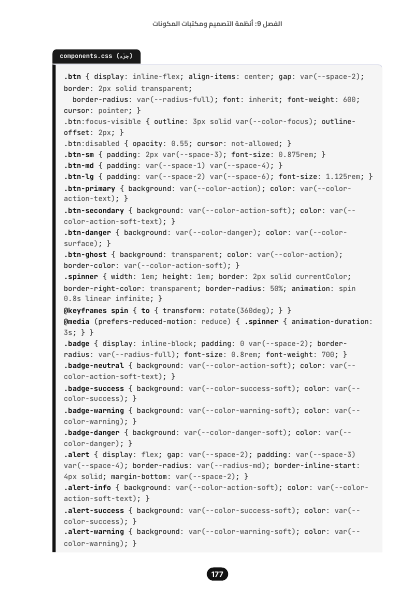 الفصل 9: أنظمة التصميم ومكتبات المكونات
components.css (جزء)
.btn { display: inline-flex; align-items: center; gap: var(--space-2);
border: 2px solid transparent;
border-radius: var(--radius-full); font: inherit; font-weight: 600;
cursor: pointer; }
.btn:focus-visible { outline: 3px solid var(--color-focus); outline-
offset: 2px; }
.btn:disabled { opacity: 0.55; cursor: not-allowed; }
.btn-sm { padding: 2px var(--space-3); font-size: 0.875rem; }
.btn-md { padding: var(--space-1) var(--space-4); }
.btn-lg { padding: var(--space-2) var(--space-6); font-size: 1.125rem; }
.btn-primary { background: var(--color-action); color: var(--color-
action-text); }
.btn-secondary { background: var(--color-action-soft); color: var(--
color-action-soft-text); }
.btn-danger { background: var(--color-danger); color: var(--color-
surface); }
.btn-ghost { background: transparent; color: var(--color-action);
border-color: var(--color-action-soft); }
.spinner { width: 1em; height: 1em; border: 2px solid currentColor;
border-right-color: transparent; border-radius: 50%; animation: spin
0.8s linear infinite; }
@keyframes spin { to { transform: rotate(360deg); } }
@media (prefers-reduced-motion: reduce) { .spinner { animation-duration:
3s; } }
.badge { display: inline-block; padding: 0 var(--space-2); border-
radius: var(--radius-full); font-size: 0.8rem; font-weight: 700; }
.badge-neutral { background: var(--color-action-soft); color: var(--
color-action-soft-text); }
.badge-success { background: var(--color-success-soft); color: var(--
color-success); }
.badge-warning { background: var(--color-warning-soft); color: var(--
color-warning); }
.badge-danger { background: var(--color-danger-soft); color: var(--
color-danger); }
.alert { display: flex; gap: var(--space-2); padding: var(--space-3)
var(--space-4); border-radius: var(--radius-md); border-inline-start:
4px solid; margin-bottom: var(--space-2); }
.alert-info { background: var(--color-action-soft); color: var(--color-
action-soft-text); }
.alert-success { background: var(--color-success-soft); color: var(--
color-success); }
.alert-warning { background: var(--color-warning-soft); color: var(--
color-warning); }
177